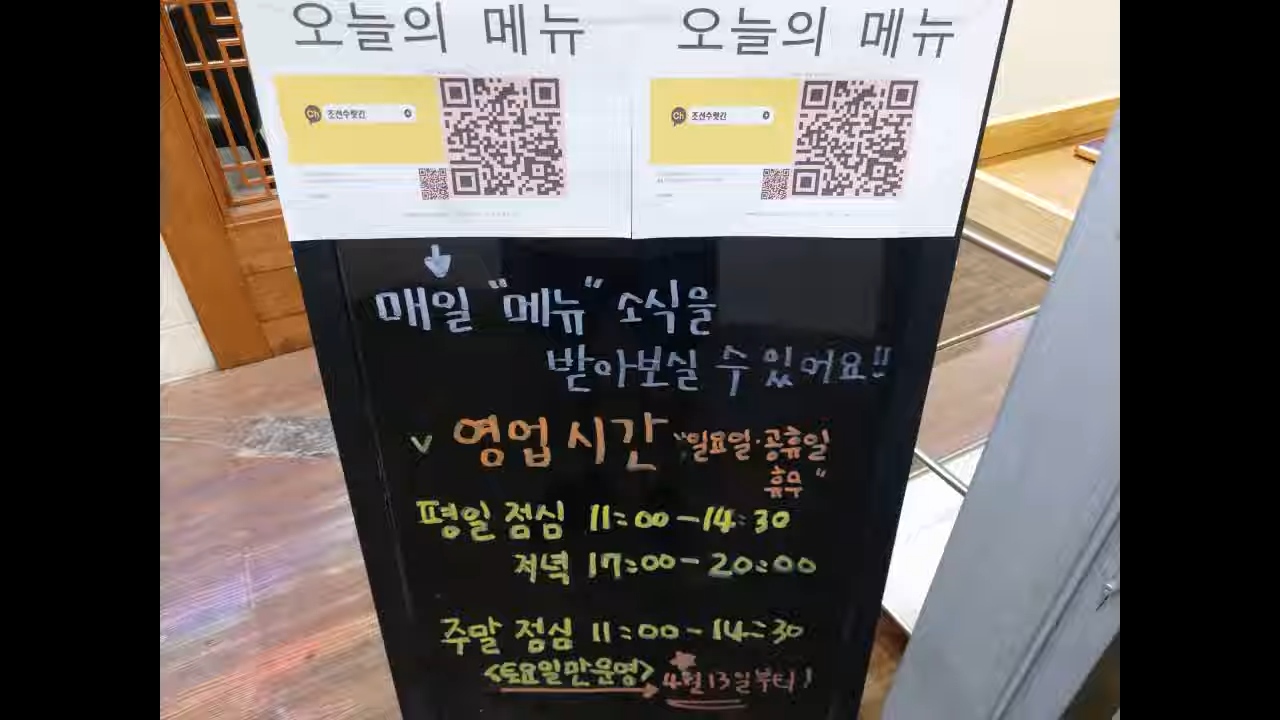 오늘의 메뉴
Ch 조선수랏간
오늘의 메뉴
Ch 조선수랏간
매일 "메뉴" 소식을
받아보실 수 있어요!!
v 영업시간 "일요일·공휴일
휴무"
평일 점심 11:00-14:30
저녁 17:00-20:00
주말 점심 11:00-14:30
<토요일만운영> 4월13일부터!